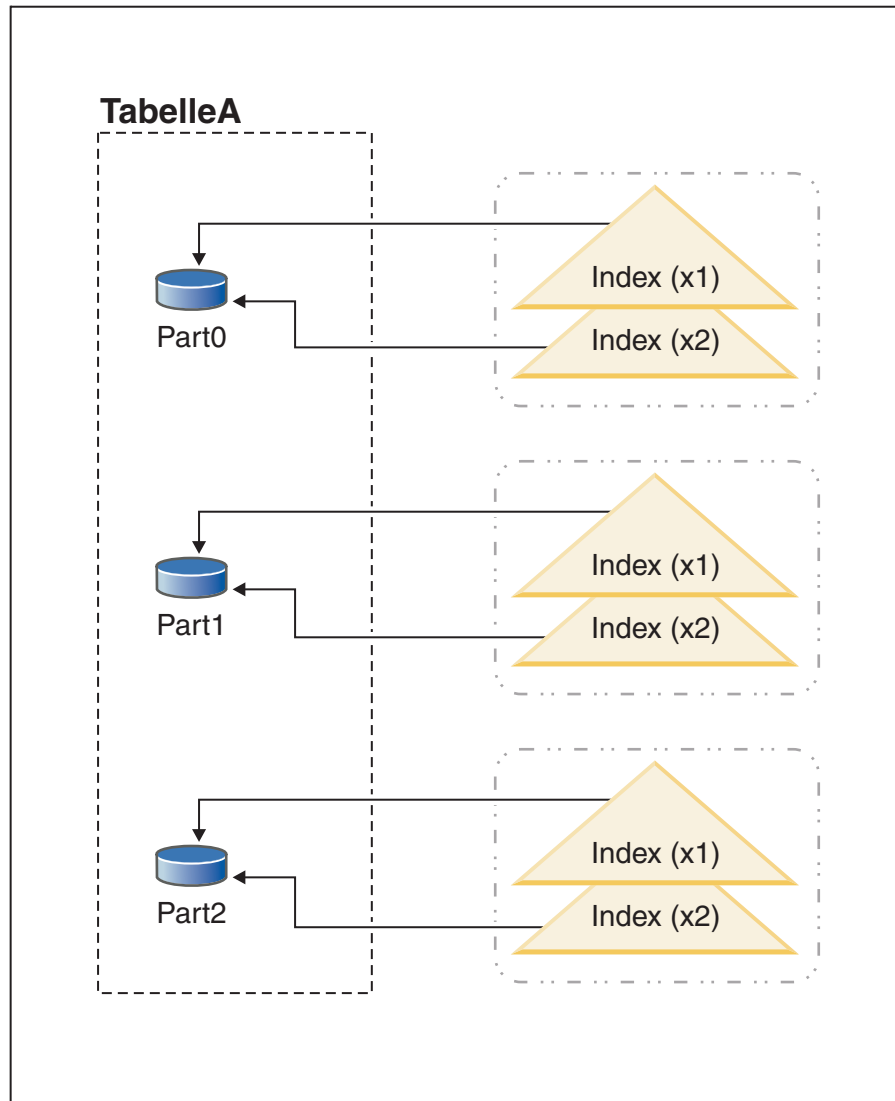 TabelleA
Index (x1)
Part0
Index (x2)
Index (x1)
Part1
Index (x2)
Index (x1)
Part2
Index (x2)